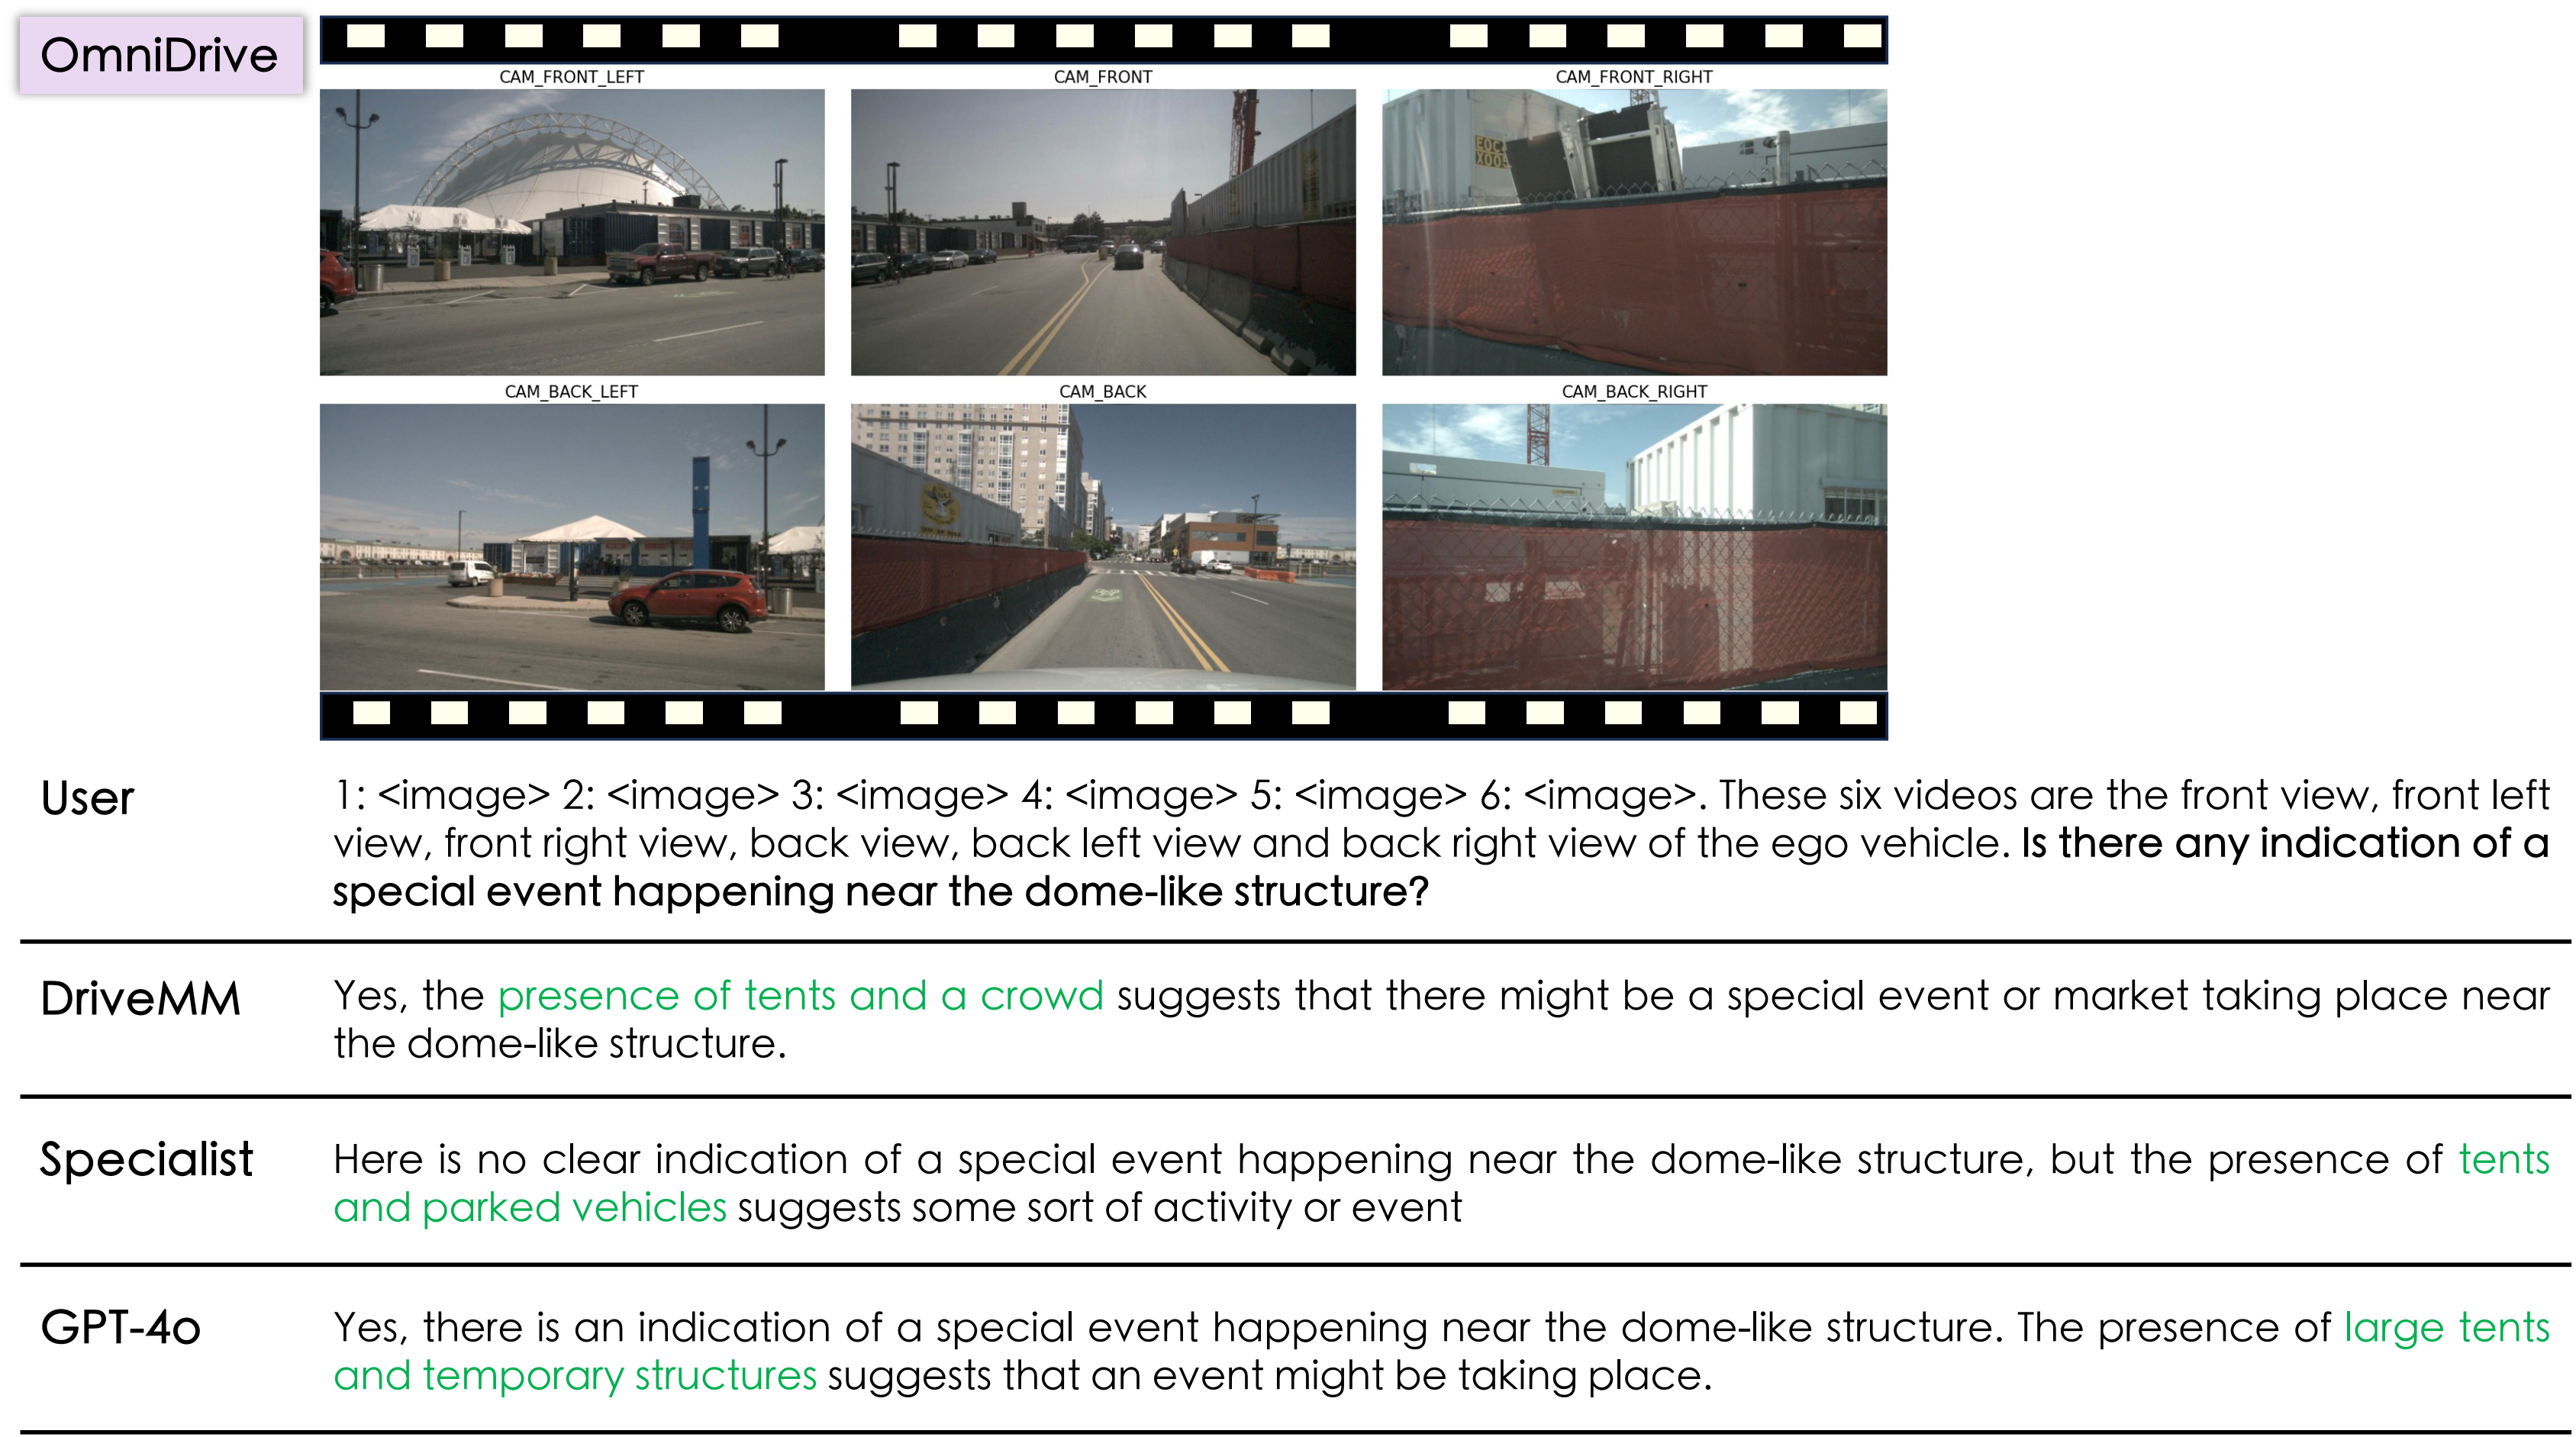 OmniDrive
CAM_FRONT_LEFT CAM_FRONT CAM_FRONT_RIGHT
EOC
X005
CAM_BACK_LEFT CAM_BACK CAM_BACK_RIGHT
User
1: <image> 2: <image> 3: <image> 4: <image> 5: <image> 6: <image>. These six videos are the front view, front left
view, front right view, back view, back left view and back right view of the ego vehicle. Is there any indication of a
special event happening near the dome-like structure?
DriveMM
Yes, the presence of tents and a crowd suggests that there might be a special event or market taking place near
the dome-like structure.
Specialist
Here is no clear indication of a special event happening near the dome-like structure, but the presence of tents
and parked vehicles suggests some sort of activity or event
GPT-4o
Yes, there is an indication of a special event happening near the dome-like structure. The presence of large tents
and temporary structures suggests that an event might be taking place.